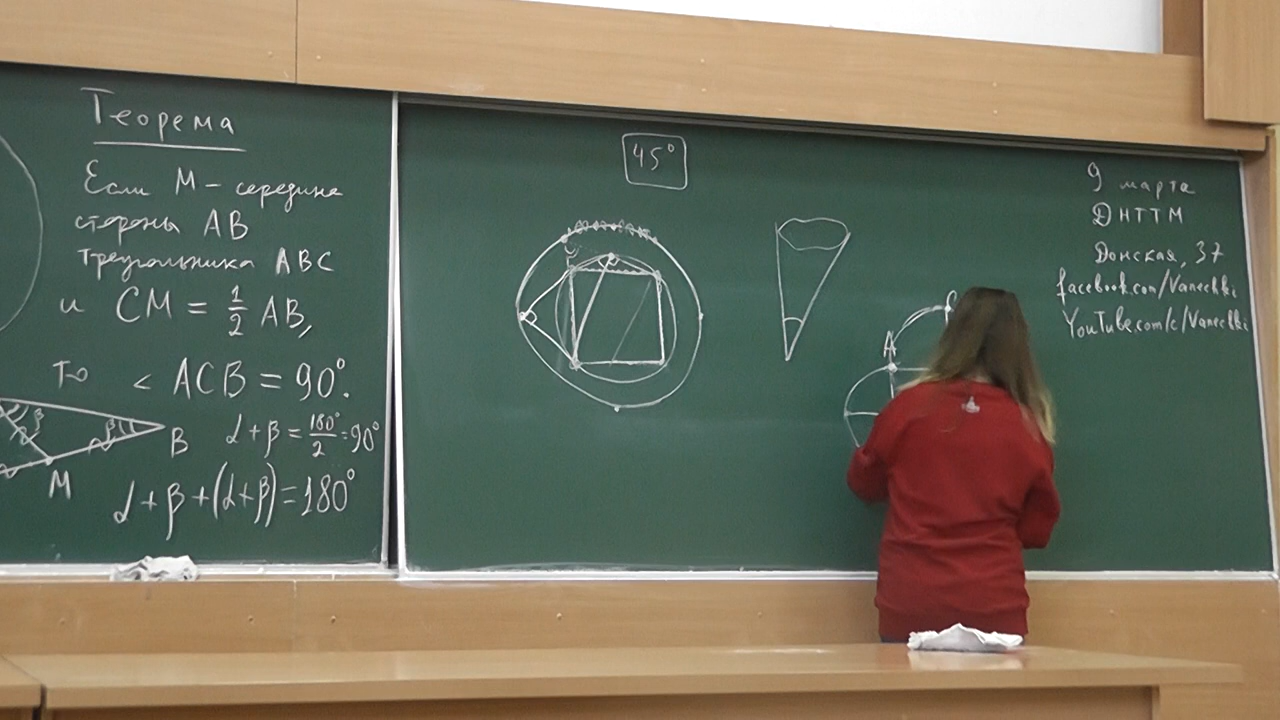 Теорема
Если M - середина
стороны AB
треугольника ABC
и CM = 1/2 AB,
то < ACB = 90°.
α + β = 180°/2 = 90°
α + β + (α + β) = 180°
β
β
B
M
45°
A
9 марта
ДНТТМ
Донская, 37
facebook.com/Vanechki
YouTube.com/c/Vanechki